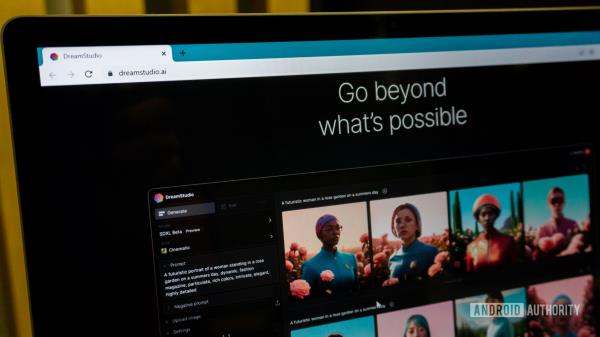 DreamStudio
dreamstudio.ai
Go beyond
what's possible
DreamStudio
Generate
Edit
A futuristic woman in a rose garden on a summers day
SDXL Beta Preview
Cinematic
Prompt
A futuristic portrait of a woman standing in a rose
garden on a summers day, dynamic, fashion
magazine, particulate, rich colors, intricate, elegant,
highly detailed
Negative prompt
Upload image
Settings
A futuristic woman in a rose garden on a summers day
ANDROID AUTHORITY